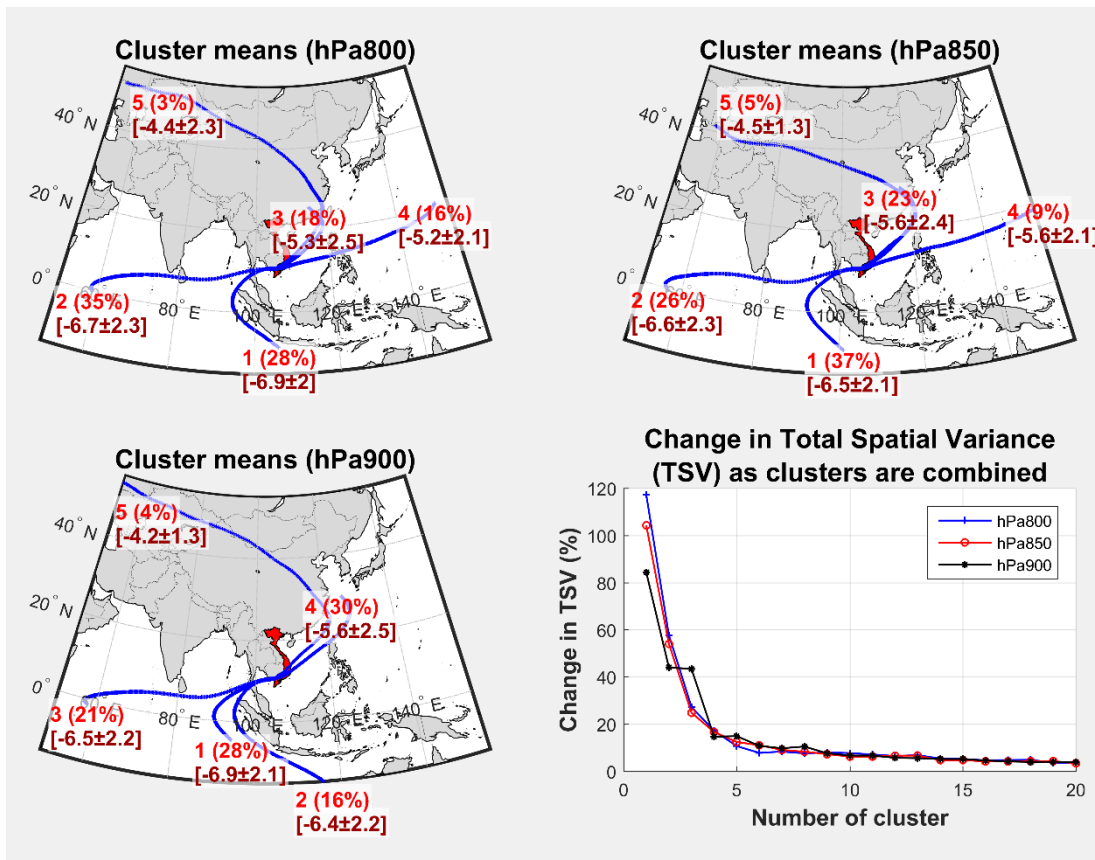 Cluster means (hPa800)
5 (3%)
[-4.4±2.3]
3 (18%)
[-5.3±2.5]
4 (16%)
[-5.2±2.1]
2 (35%)
[-6.7±2.3]
1 (28%)
[-6.9±2]
40° N
20° N
0°
60° E
80° E
100° E
120° E
140° E
Cluster means (hPa850)
5 (5%)
[-4.5±1.3]
3 (23%)
[-5.6±2.4]
4 (9%)
[-5.6±2.1]
2 (26%)
[-6.6±2.3]
1 (37%)
[-6.5±2.1]
40° N
20° N
0°
80° E
100° E
120° E
140° E
Cluster means (hPa900)
5 (4%)
[-4.2±1.3]
4 (30%)
[-5.6±2.5]
3 (21%)
[-6.5±2.2]
1 (28%)
[-6.9±2.1]
2 (16%)
[-6.4±2.2]
40° N
20° N
0°
60° E
80° E
100° E
120° E
140° E
Change in Total Spatial Variance
(TSV) as clusters are combined
Change in TSV (%)
120
100
80
60
40
20
0
hPa800
hPa850
hPa900
0 5 10 15 20
Number of cluster